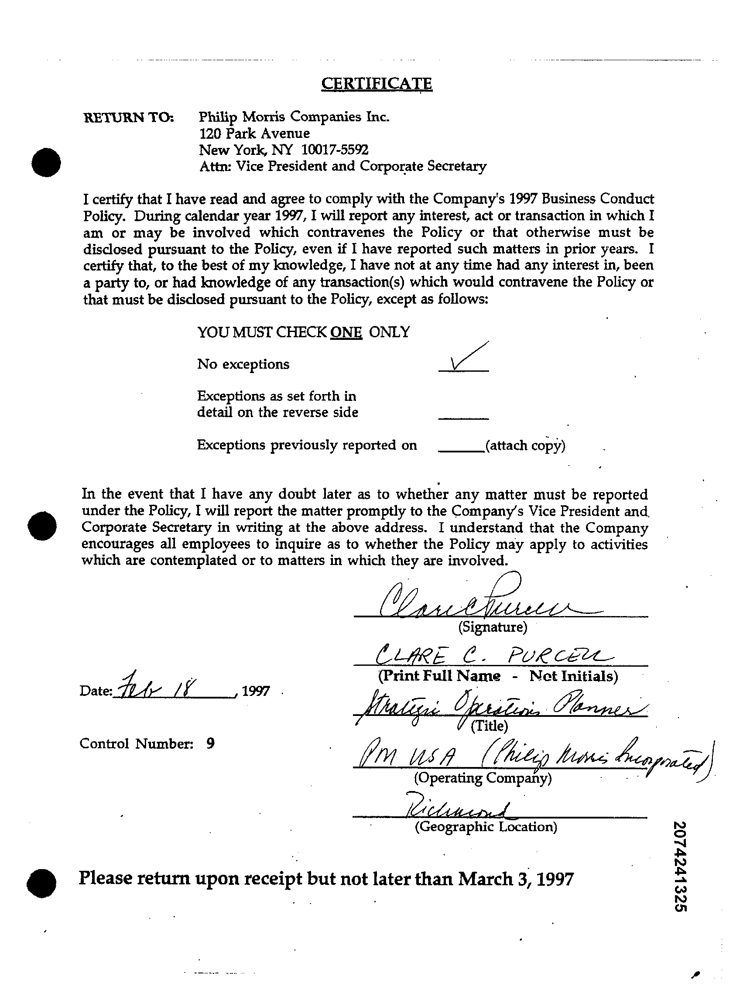 CERTIFICATE
RETURN TO: Philip Morris Companies Inc.
120 Park Avenue
New York, NY 10017-5592
Attn: Vice President and Corporate Secretary
I certify that I have read and agree to comply with the Company's 1997 Business Conduct
Policy. During calendar year 1997, I will report any interest, act or transaction in which I
am or may be involved which contravenes the Policy or that otherwise must be
disclosed pursuant to the Policy, even if I have reported such matters in prior years. I
certify that, to the best of my knowledge, I have not at any time had any interest in, been
a party to, or had knowledge of any transaction(s) which would contravene the Policy or
that must be disclosed pursuant to the Policy, except as follows:
YOU MUST CHECK ONE ONLY
No exceptions ✓
Exceptions as set forth in
detail on the reverse side
Exceptions previously reported on ______(attach copy)
In the event that I have any doubt later as to whether any matter must be reported
under the Policy, I will report the matter promptly to the Company's Vice President and
Corporate Secretary in writing at the above address. I understand that the Company
encourages all employees to inquire as to whether the Policy may apply to activities
which are contemplated or to matters in which they are involved.
Clare C Purcell
(Signature)
CLARE C. PURCELL
(Print Full Name - Not Initials)
Date: Feb 18, 1997
Strategic Operations Planner
(Title)
Control Number: 9
PM USA (Philip Morris Incorporated)
(Operating Company)
Richmond
(Geographic Location)
Please return upon receipt but not later than March 3, 1997
2074241325